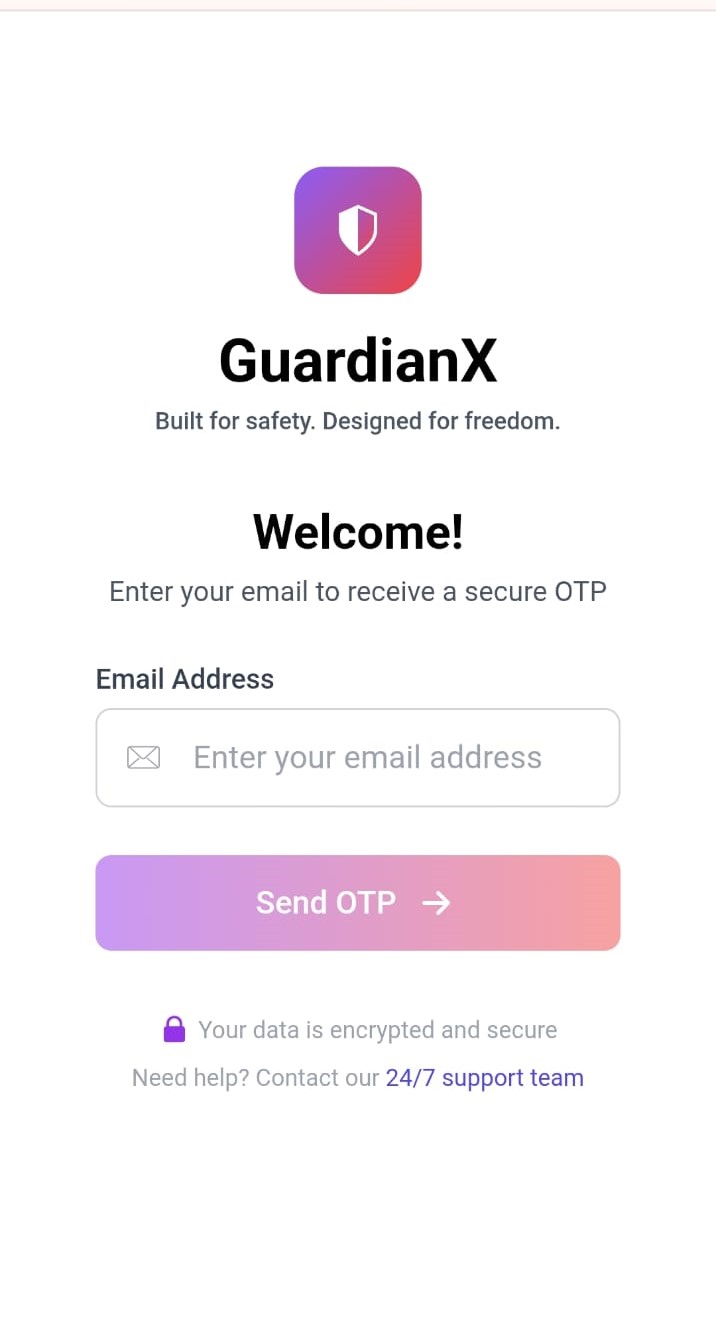 GuardianX
Built for safety. Designed for freedom.
Welcome!
Enter your email to receive a secure OTP
Email Address
Enter your email address
Send OTP
Your data is encrypted and secure
Need help? Contact our 24/7 support team